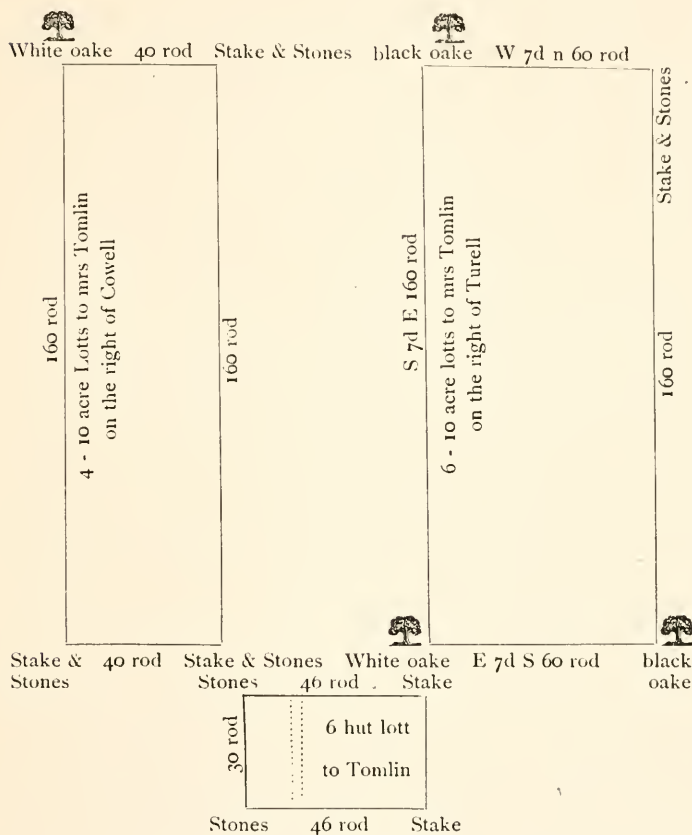 White oake 40 rod Stake & Stones
160 rod
4 - 10 acre Lotts to mrs Tomlin
on the right of Cowell
160 rod
Stake & 40 rod Stake & Stones
Stones
black oake W 7d n 60 rod
Stake & Stones
S 7d E 160 rod
6 - 10 acre lotts to mrs Tomlin
on the right of Turell
160 rod
White oake E 7d S 60 rod black
oake
Stones 46 rod Stake
30 rod
6 hut lott
to Tomlin
Stones 46 rod Stake